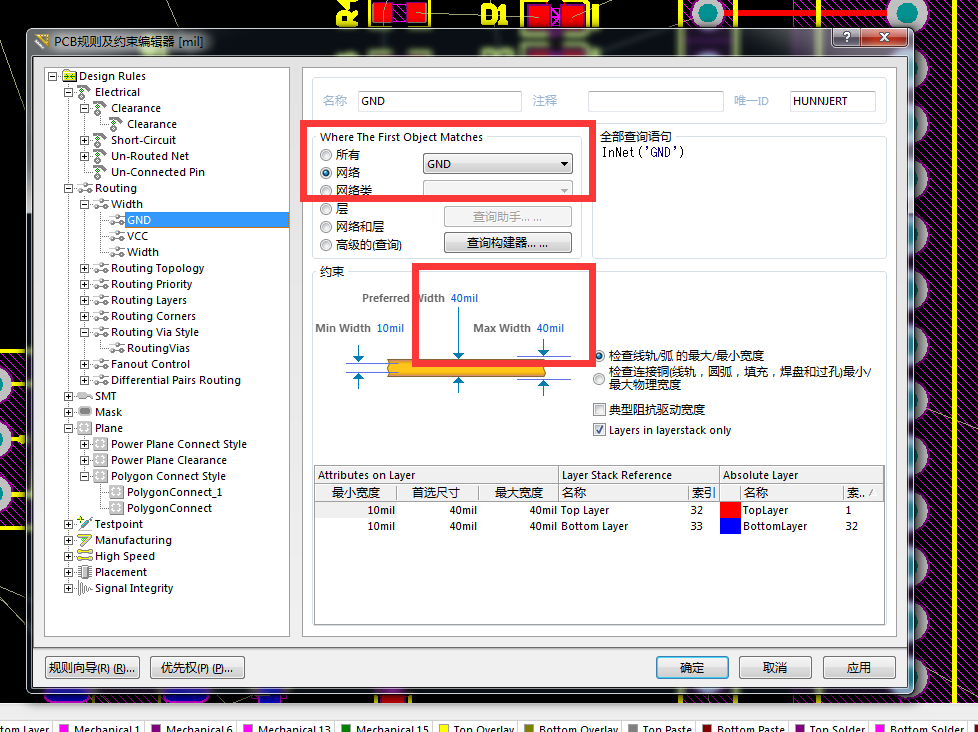 R4
D1
PCB规则及约束编辑器 [mil]
Design Rules
Electrical
Clearance
Clearance
Short-Circuit
Un-Routed Net
Un-Connected Pin
Routing
Width
GND
VCC
Width
Routing Topology
Routing Priority
Routing Layers
Routing Corners
Routing Via Style
RoutingVias
Fanout Control
Differential Pairs Routing
SMT
Mask
Plane
Power Plane Connect Style
Power Plane Clearance
Polygon Connect Style
PolygonConnect_1
PolygonConnect
Testpoint
Manufacturing
High Speed
Placement
Signal Integrity
名称 GND 注释 唯一ID HUNNJERT
Where The First Object Matches
所有
网络
网络类
层
网络和层
高级的(查询)
GND
查询助手... ...
查询构建器... ...
全部查询语句
InNet('GND')
约束
Preferred Width 40mil
Min Width 10mil
Max Width 40mil
检查线轨/弧 的最大/最小宽度
检查连接铜(线轨，圆弧，填充，焊盘和过孔)最小/
最大物理宽度
典型阻抗驱动宽度
Layers in layerstack only
Attributes on Layer Layer Stack Reference Absolute Layer
最小宽度 首选尺寸 最大宽度 名称 索引 名称 索..
10mil 40mil 40mil Top Layer 32 TopLayer 1
10mil 40mil 40mil Bottom Layer 33 BottomLayer 32
规则向导(R) (R)... 优先权(P) (P)... 确定 取消 应用
tom Layer Mechanical 1 Mechanical 6 Mechanical 13 Mechanical 15 Top Overlay Bottom Overlay Top Paste Bottom Paste Top Solder Bottom Solder